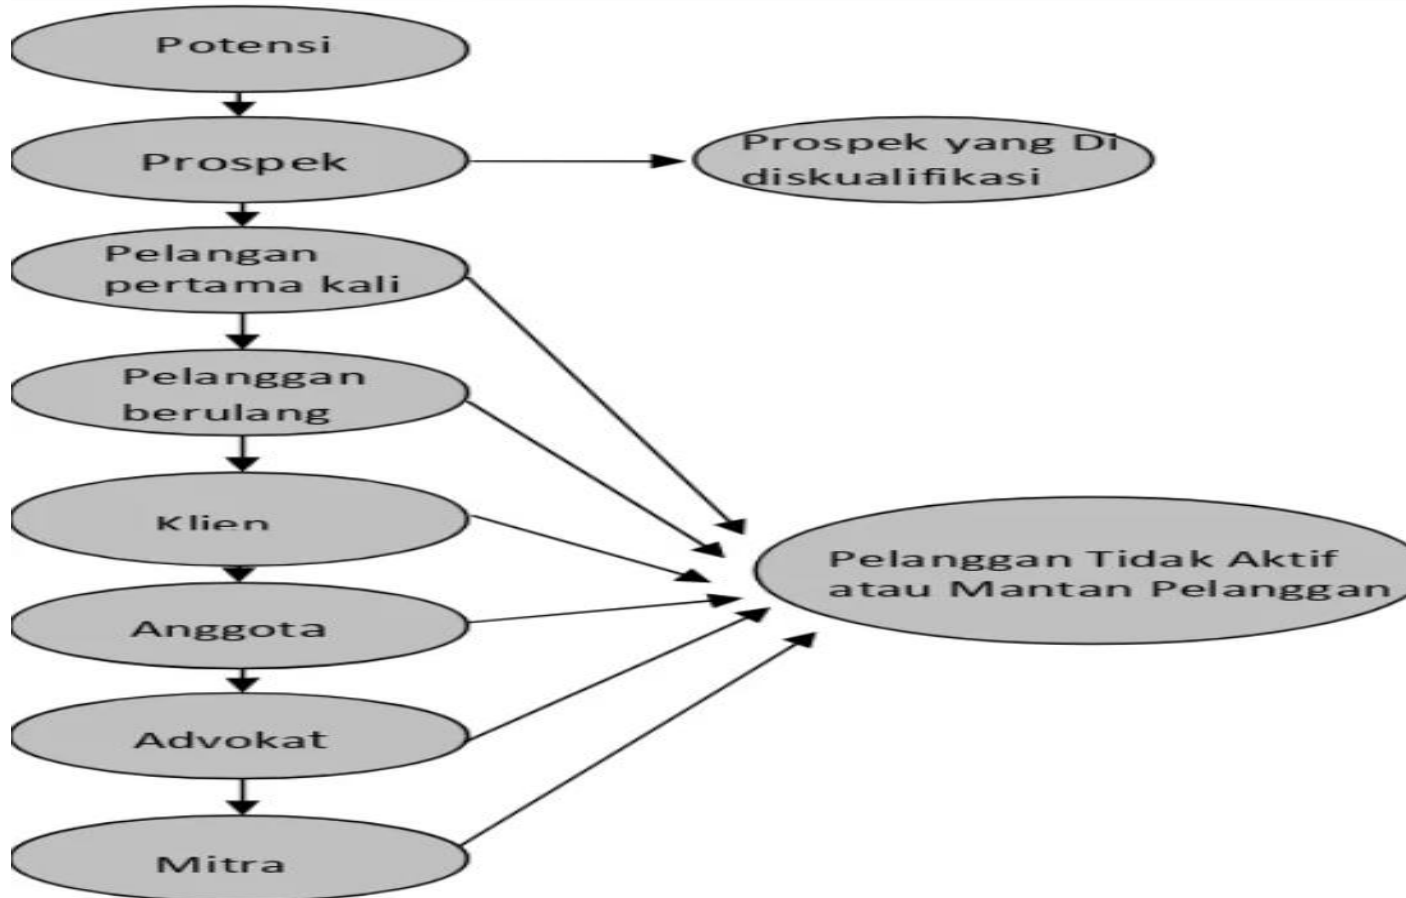 Potensi
Prospek
Prospek yang Di
diskualifikasi
Pelangan
pertama kali
Pelanggan
berulang
Klien
Pelanggan Tidak Aktif
atau Mantan Pelanggan
Anggota
Advokat
Mitra